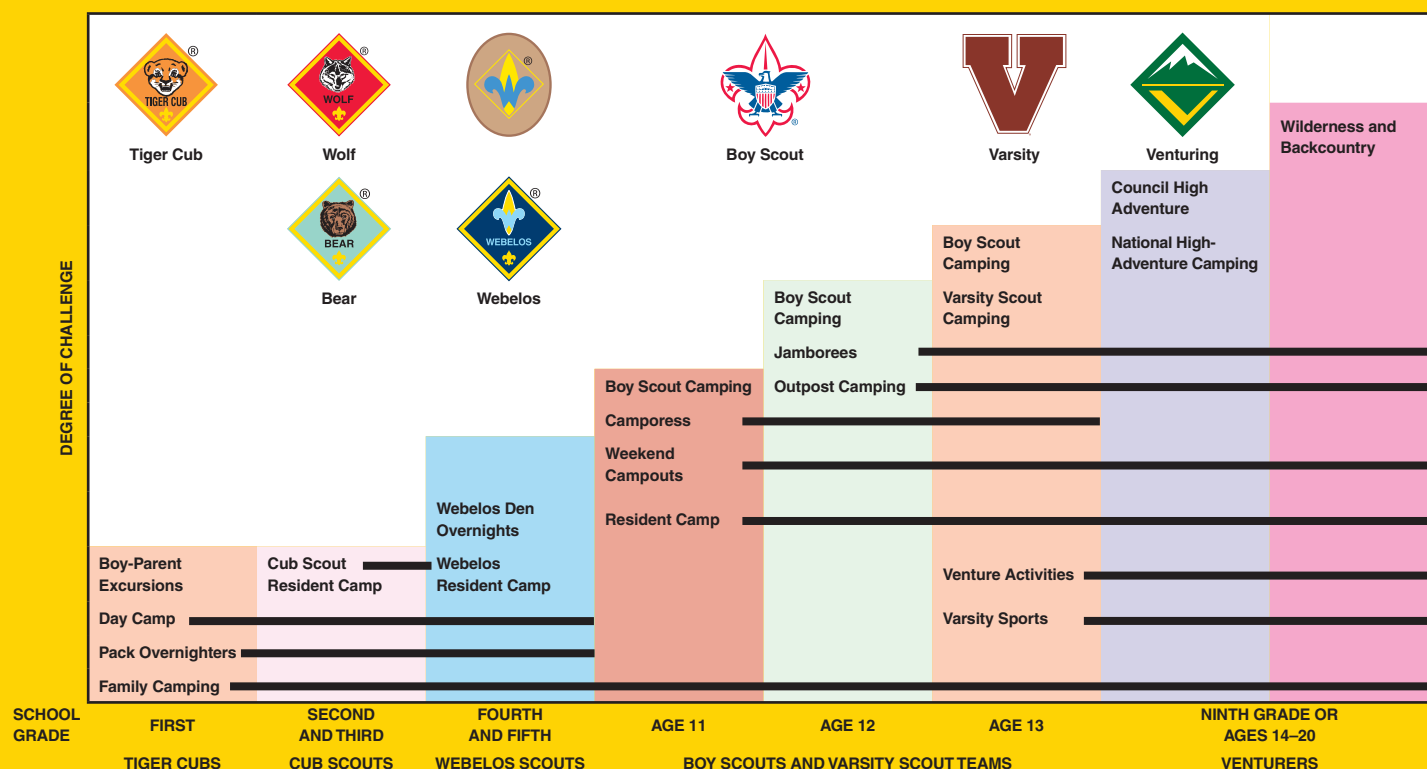 ®
TIGER CUB
Tiger Cub
®
WOLF
Wolf
®
BEAR
Bear
®
®
WEBELOS
Webelos
®
Boy Scout
V
Varsity
Venturing
DEGREE OF CHALLENGE
Boy-Parent
Excursions
Day Camp
Pack Overnighters
Family Camping
Cub Scout
Resident Camp
Webelos Den
Overnights
Webelos
Resident Camp
Boy Scout Camping
Camporess
Weekend
Campouts
Resident Camp
Boy Scout
Camping
Jamborees
Outpost Camping
Boy Scout
Camping
Varsity Scout
Camping
Venture Activities
Varsity Sports
Council High
Adventure
National High-
Adventure Camping
Wilderness and
Backcountry
SCHOOL
GRADE
FIRST
SECOND
AND THIRD
FOURTH
AND FIFTH
AGE 11
AGE 12
AGE 13
NINTH GRADE OR
AGES 14–20
TIGER CUBS
CUB SCOUTS
WEBELOS SCOUTS
BOY SCOUTS AND VARSITY SCOUT TEAMS
VENTURERS